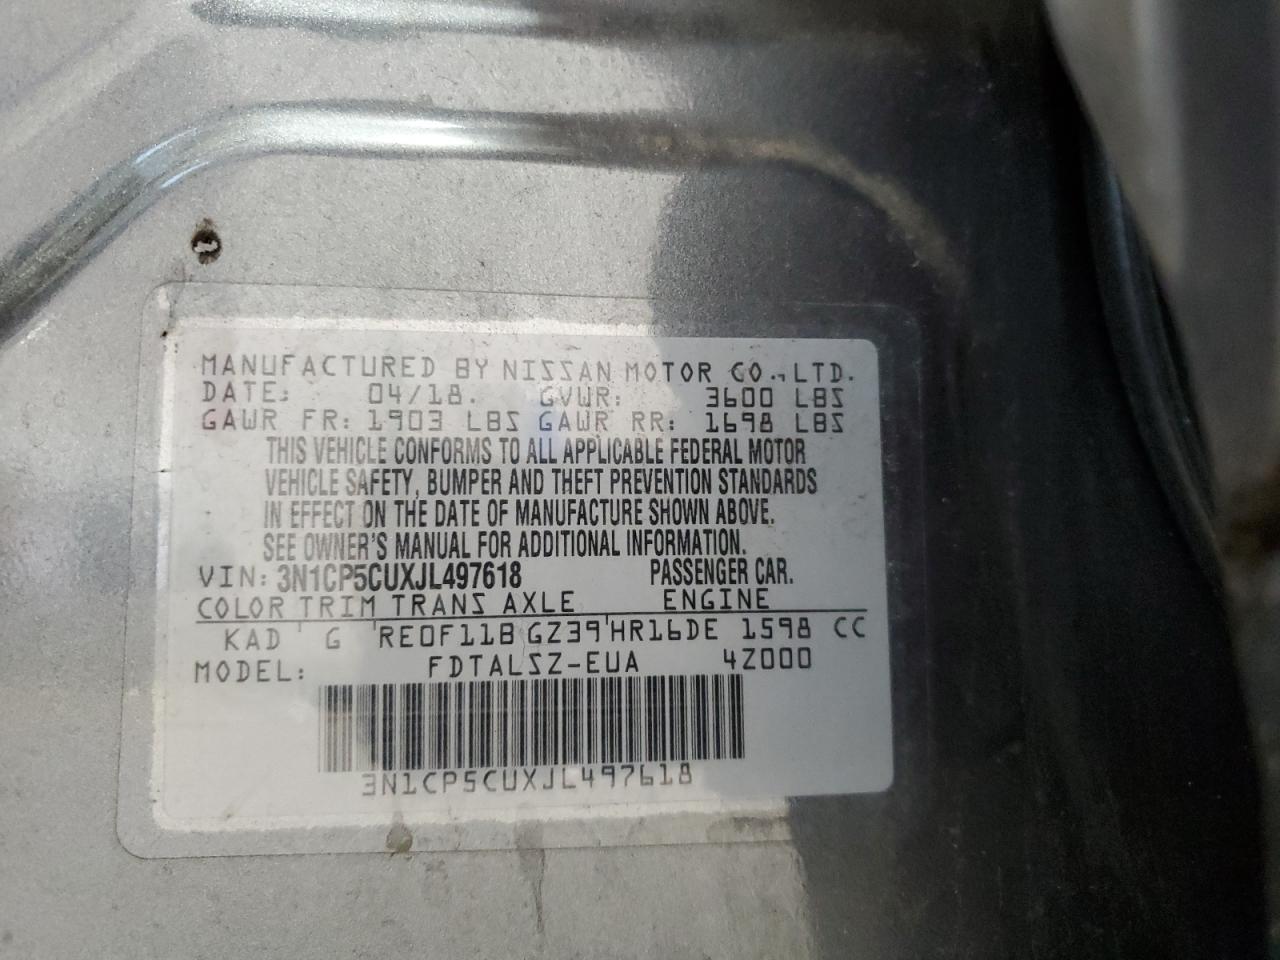 MANUFACTURED BY NISSAN MOTOR CO., LTD.
DATE: 04/18. GVWR: 3600 LBS
GAWR FR: 1903 LBS GAWR RR: 1698 LBS
THIS VEHICLE CONFORMS TO ALL APPLICABLE FEDERAL MOTOR
VEHICLE SAFETY, BUMPER AND THEFT PREVENTION STANDARDS
IN EFFECT ON THE DATE OF MANUFACTURE SHOWN ABOVE.
SEE OWNER'S MANUAL FOR ADDITIONAL INFORMATION.
VIN: 3N1CP5CUXJL497618 PASSENGER CAR.
COLOR TRIM TRANS AXLE ENGINE
KAD G RE0F11B GZ39 HR16DE 1598 CC
MODEL: FDTALSZ-EUA 4Z000
3N1CP5CUXJL497618